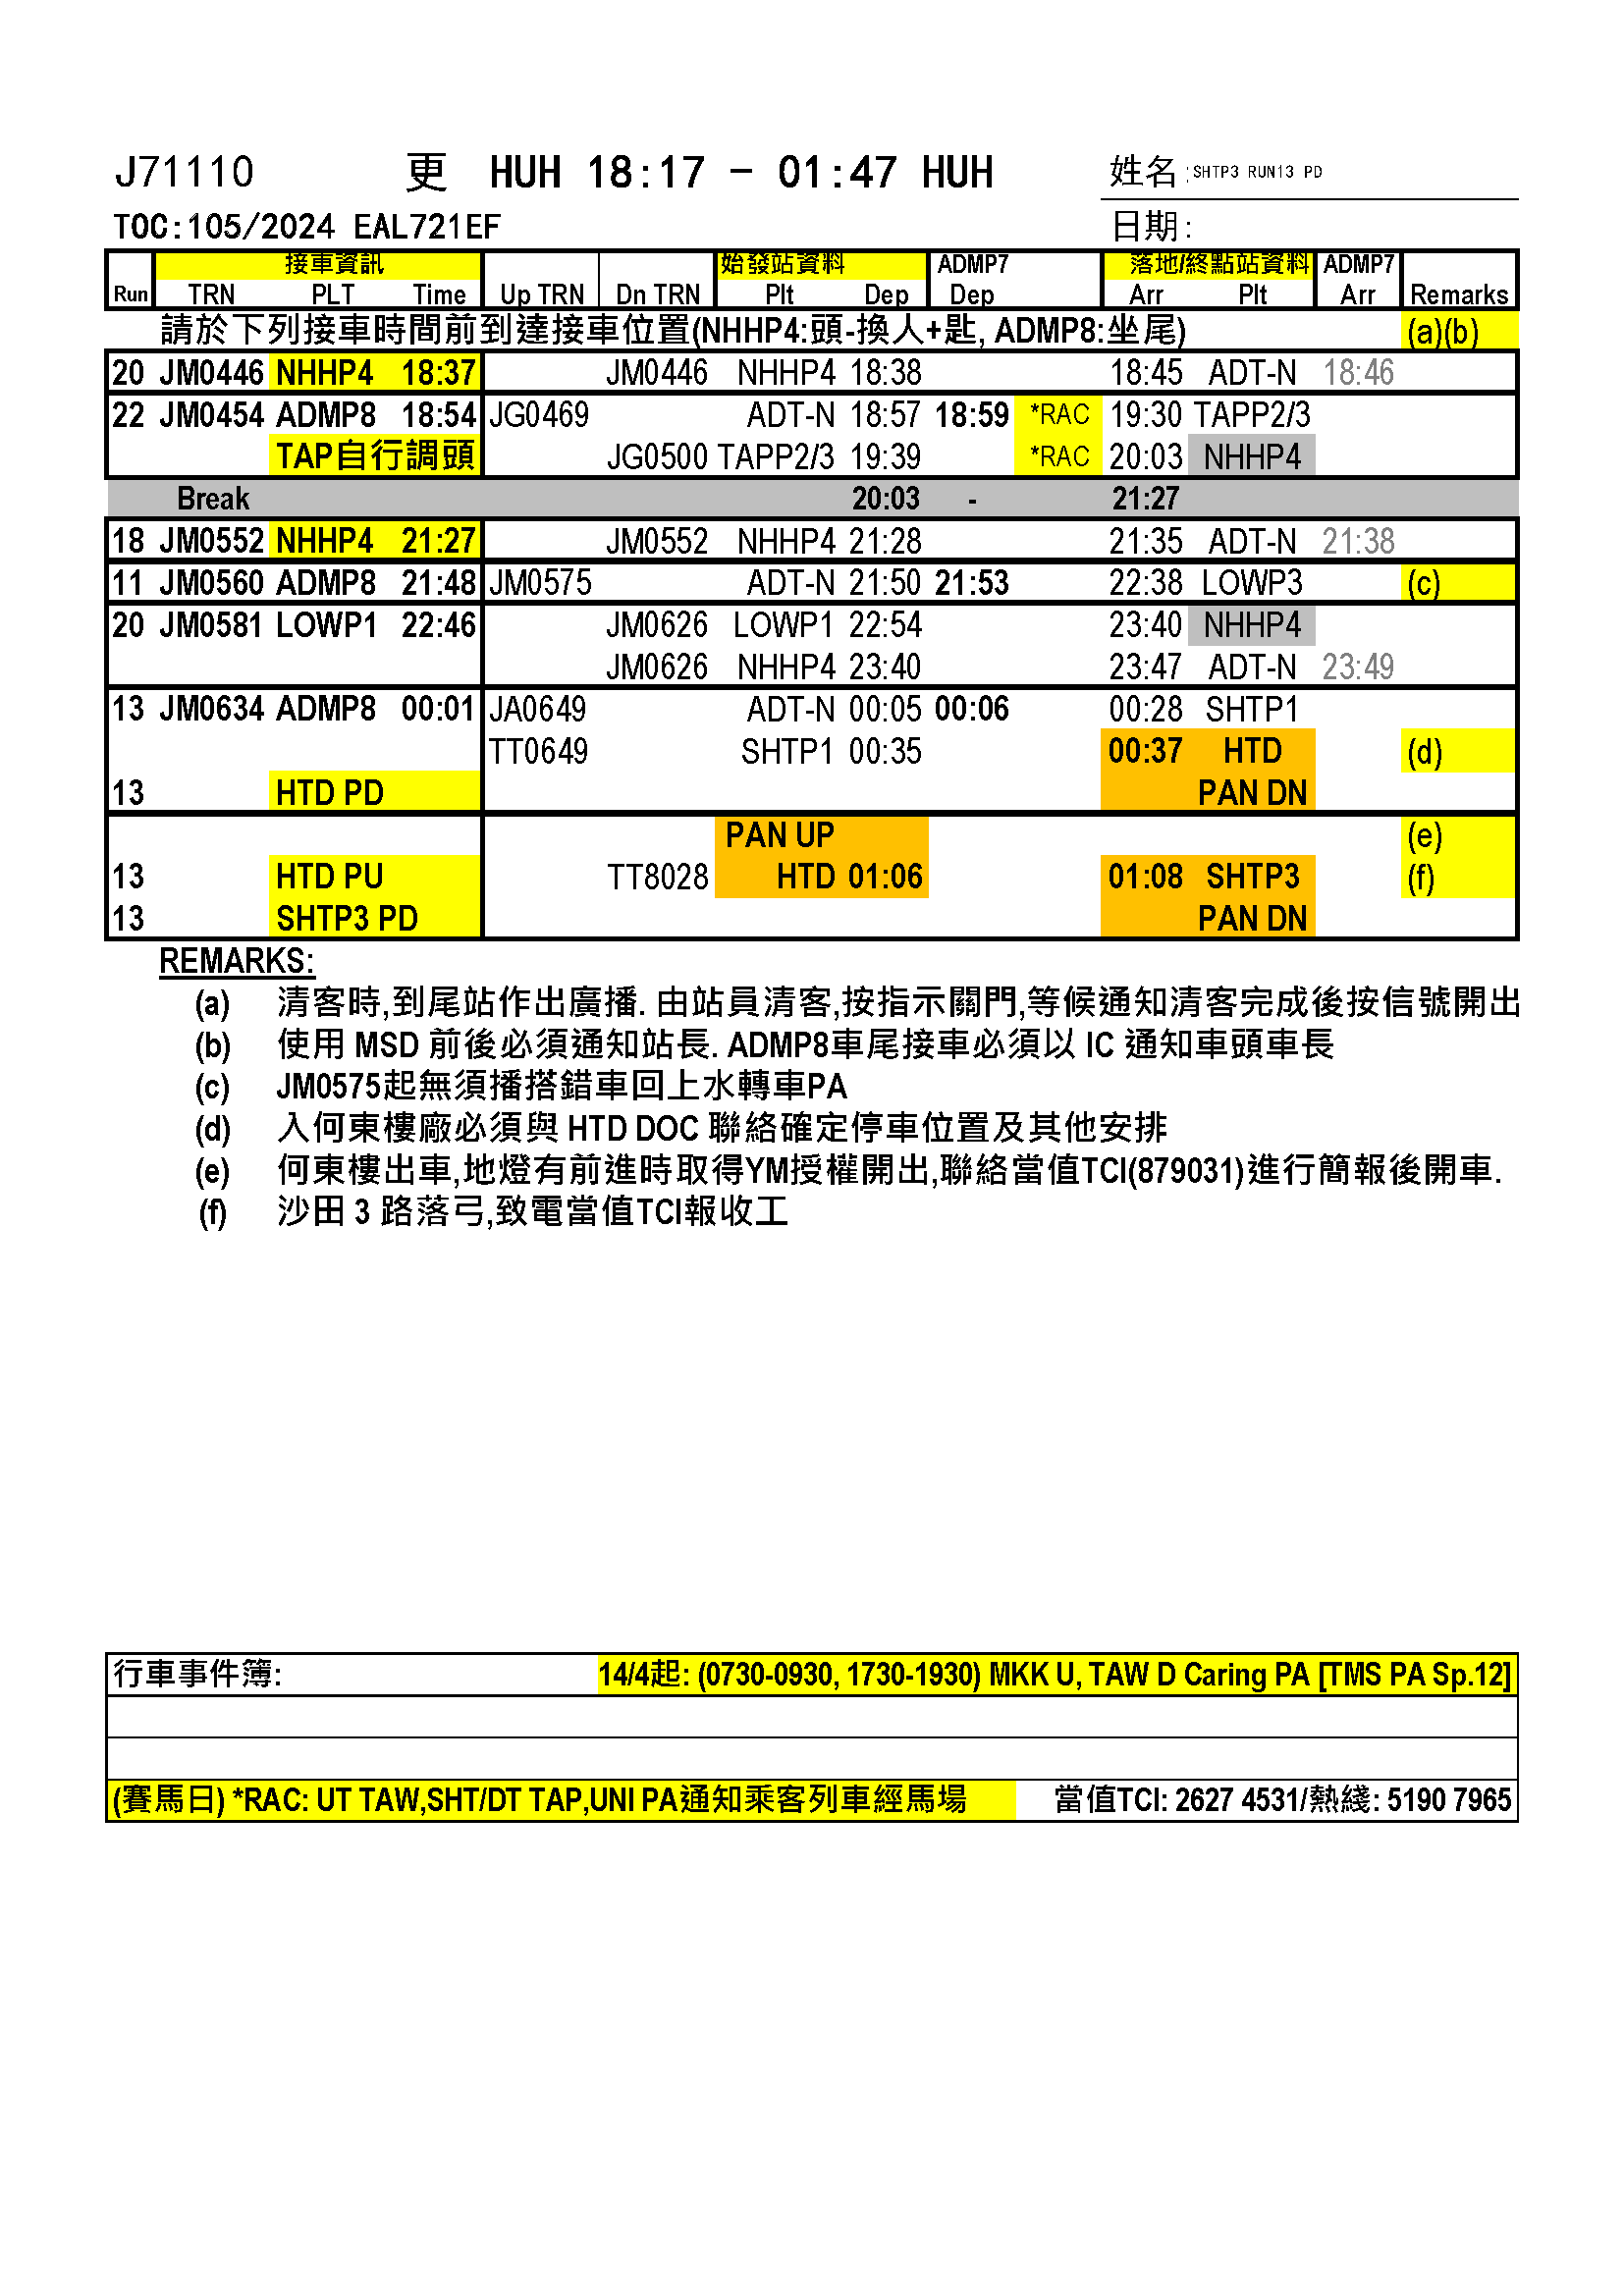 J71110 更 HUH 18:17 - 01:47 HUH 姓名:SHTP3 RUN13 PD
TOC:105/2024 EAL721EF 日期:
接車資訊 始發站資料 ADMP7 落地/終點站資料 ADMP7
Run TRN PLT Time Up TRN Dn TRN Plt Dep Dep Arr Plt Arr Remarks
請於下列接車時間前到達接車位置(NHHP4:頭-換人+匙, ADMP8:坐尾) (a)(b)
20 JM0446 NHHP4 18:37 JM0446 NHHP4 18:38 18:45 ADT-N 18:46
22 JM0454 ADMP8 18:54 JG0469 ADT-N 18:57 18:59 *RAC 19:30 TAPP2/3
TAP自行調頭 JG0500 TAPP2/3 19:39 *RAC 20:03 NHHP4
Break 20:03 - 21:27
18 JM0552 NHHP4 21:27 JM0552 NHHP4 21:28 21:35 ADT-N 21:38
11 JM0560 ADMP8 21:48 JM0575 ADT-N 21:50 21:53 22:38 LOWP3 (c)
20 JM0581 LOWP1 22:46 JM0626 LOWP1 22:54 23:40 NHHP4
JM0626 NHHP4 23:40 23:47 ADT-N 23:49
13 JM0634 ADMP8 00:01 JA0649 ADT-N 00:05 00:06 00:28 SHTP1
TT0649 SHTP1 00:35 00:37 HTD (d)
13 HTD PD PAN DN
PAN UP (e)
13 HTD PU TT8028 HTD 01:06 01:08 SHTP3 (f)
13 SHTP3 PD PAN DN
REMARKS:
(a) 清客時,到尾站作出廣播. 由站員清客,按指示關門,等候通知清客完成後按信號開出
(b) 使用 MSD 前後必須通知站長. ADMP8車尾接車必須以 IC 通知車頭車長
(c) JM0575起無須播搭錯車回上水轉車PA
(d) 入何東樓廠必須與 HTD DOC 聯絡確定停車位置及其他安排
(e) 何東樓出車,地燈有前進時取得YM授權開出,聯絡當值TCI(879031)進行簡報後開車.
(f) 沙田 3 路落弓,致電當值TCI報收工
行車事件簿: 14/4起: (0730-0930, 1730-1930) MKK U, TAW D Caring PA [TMS PA Sp.12]
(賽馬日) *RAC: UT TAW,SHT/DT TAP,UNI PA通知乘客列車經馬場 當值TCI: 2627 4531/熱綫: 5190 7965